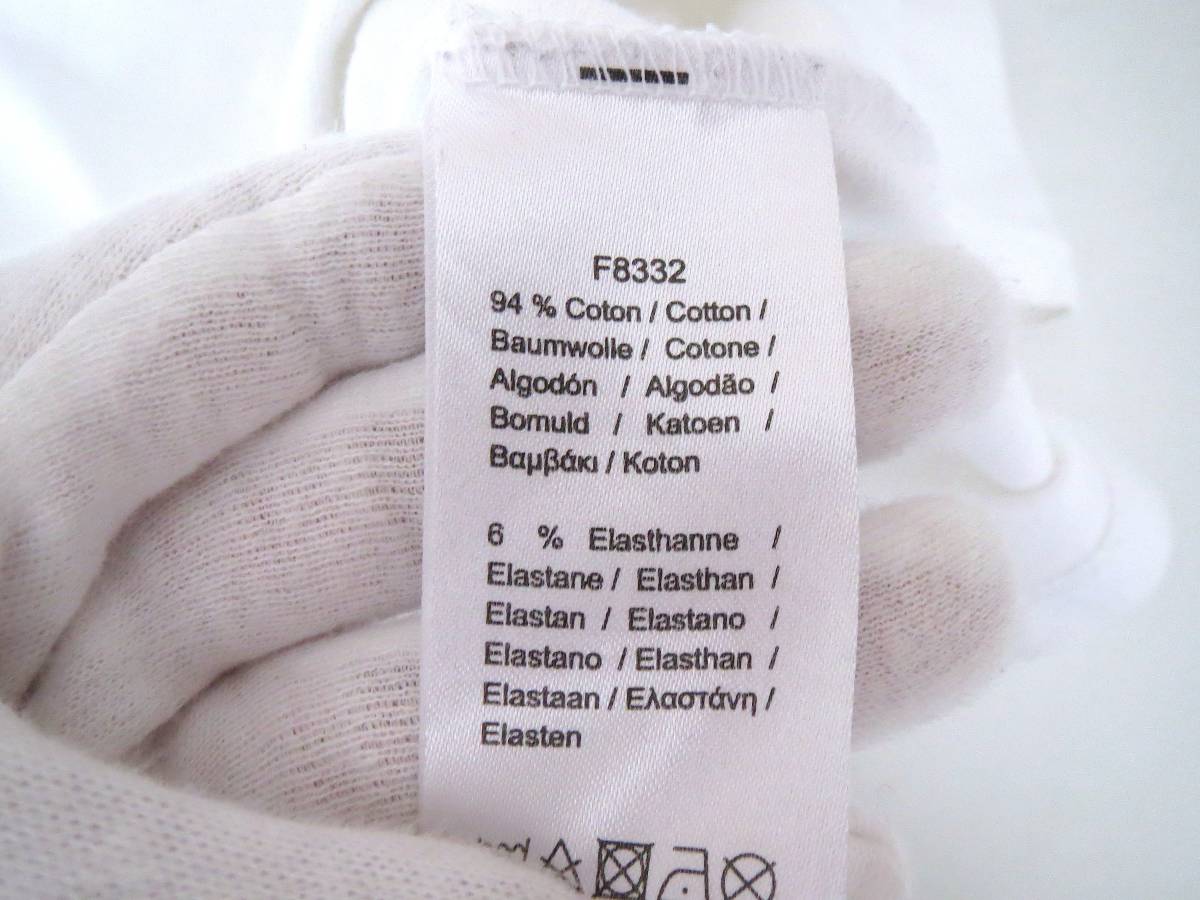 F8332
94 % Coton / Cotton /
Baumwolle / Cotone /
Algodón / Algodão /
Bomuld / Katoen /
Βαμβάκι / Koton
6 % Elasthanne /
Elastane / Elasthan /
Elastan / Elastano /
Elastano / Elasthan /
Elastaan / Ελαστάνη /
Elasten